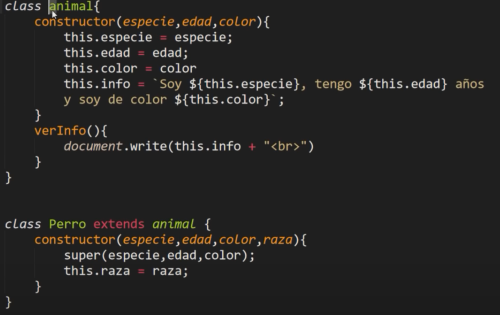 class animal{
constructor(especie,edad,color){
this.especie = especie;
this.edad = edad;
this.color = color
this.info = `Soy ${this.especie}, tengo ${this.edad} años
y soy de color ${this.color}`;
}
verInfo(){
document.write(this.info + "<br>")
}
}
class Perro extends animal {
constructor(especie,edad,color,raza){
super(especie,edad,color);
this.raza = raza;
}
}